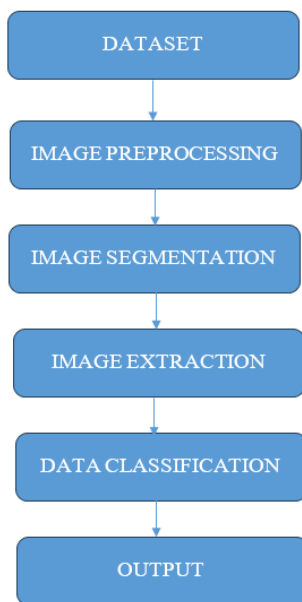 DATASET
IMAGE PREPROCESSING
IMAGE SEGMENTATION
IMAGE EXTRACTION
DATA CLASSIFICATION
OUTPUT